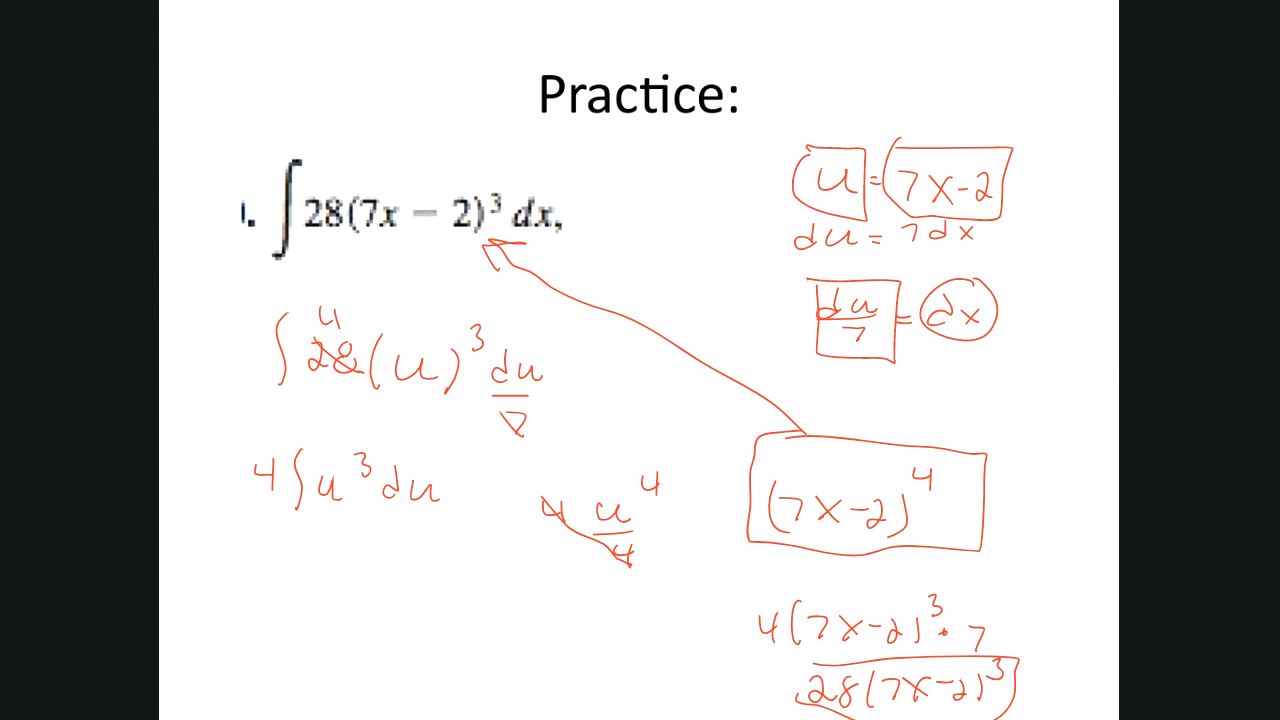 Practice:
1. ∫ 28(7x − 2)³ dx,
u = 7x-2
du = 7dx
du/7 = dx
4
∫ 28(u)³ du/7
4∫u³du
4 u⁴/4
(7x-2)⁴
4(7x-2)³ • 7
28(7x-2)³